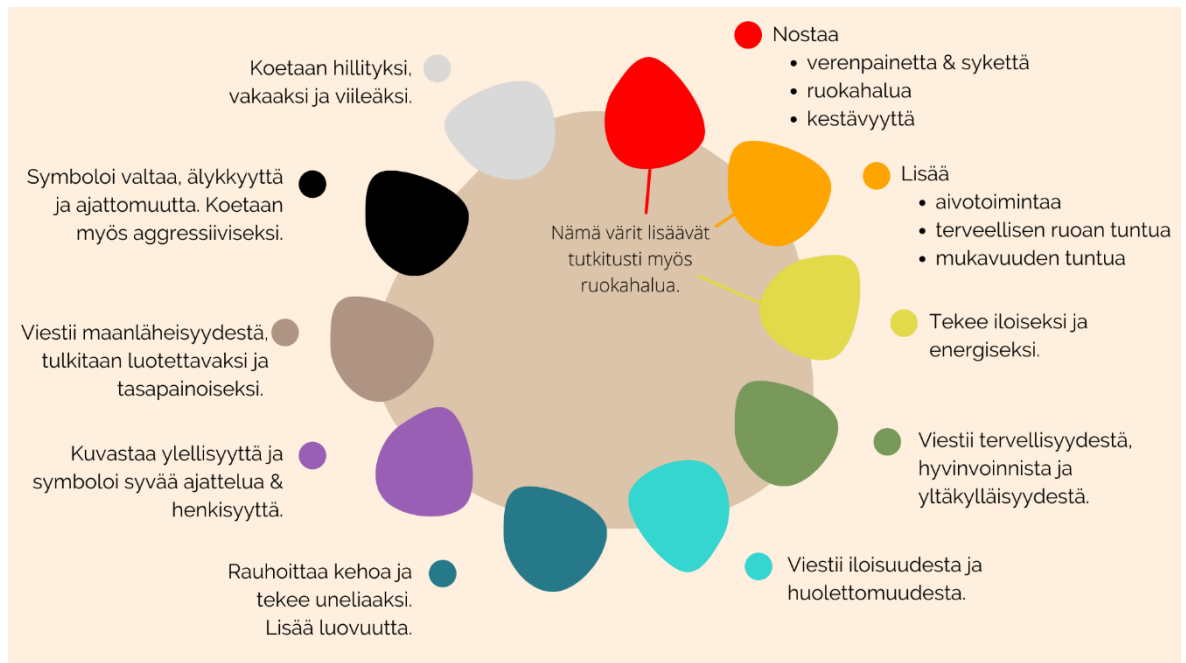 Nostaa
• verenpainetta & sykettä
• ruokahalua
• kestävyyttä
Lisää
• aivotoimintaa
• terveellisen ruoan tuntua
• mukavuuden tuntua
Tekee iloiseksi ja
energiseksi.
Viestii tervellisyydestä,
hyvinvoinnista ja
yltäkylläisyydestä.
Viestii iloisuudesta ja
huolettomuudesta.
Rauhoittaa kehoa ja
tekee uneliaaksi.
Lisää luovuutta.
Kuvastaa ylellisyyttä ja
symboloi syvää ajattelua &
henkisyyttä.
Viestii maanläheisyydestä,
tulkitaan luotettavaksi ja
tasapainoiseksi.
Symboloi valtaa, älykkyyttä
ja ajattomuutta. Koetaan
myös aggressiiviseksi.
Koetaan hillityksi,
vakaaksi ja viileäksi.
Nämä värit lisäävät
tutkitusti myös
ruokahalua.